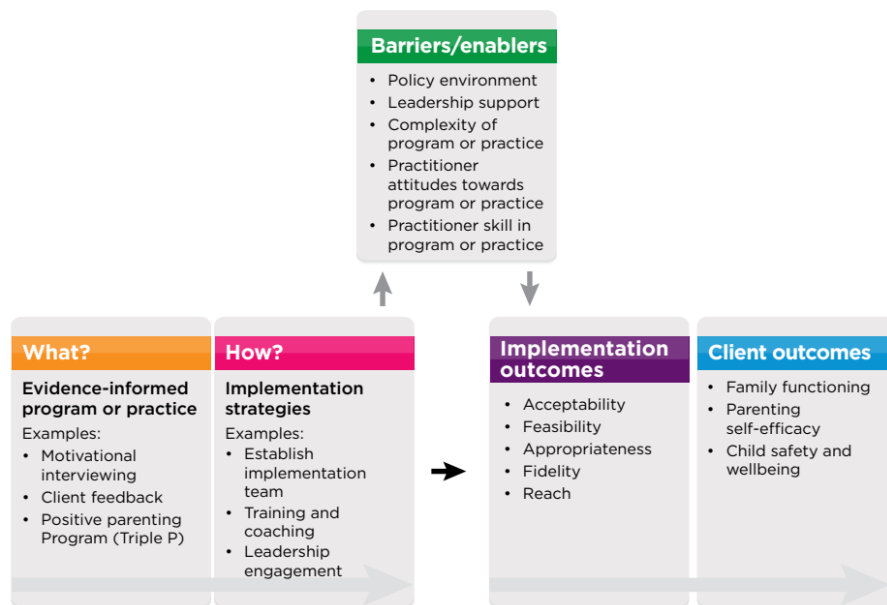 Barriers/enablers
• Policy environment
• Leadership support
• Complexity of
program or practice
• Practitioner
attitudes towards
program or practice
• Practitioner skill in
program or practice
What?
Evidence-informed
program or practice
Examples:
• Motivational
interviewing
• Client feedback
• Positive parenting
Program (Triple P)
How?
Implementation
strategies
Examples:
• Establish
implementation
team
• Training and
coaching
• Leadership
engagement
Implementation
outcomes
• Acceptability
• Feasibility
• Appropriateness
• Fidelity
• Reach
Client outcomes
• Family functioning
• Parenting
self-efficacy
• Child safety and
wellbeing